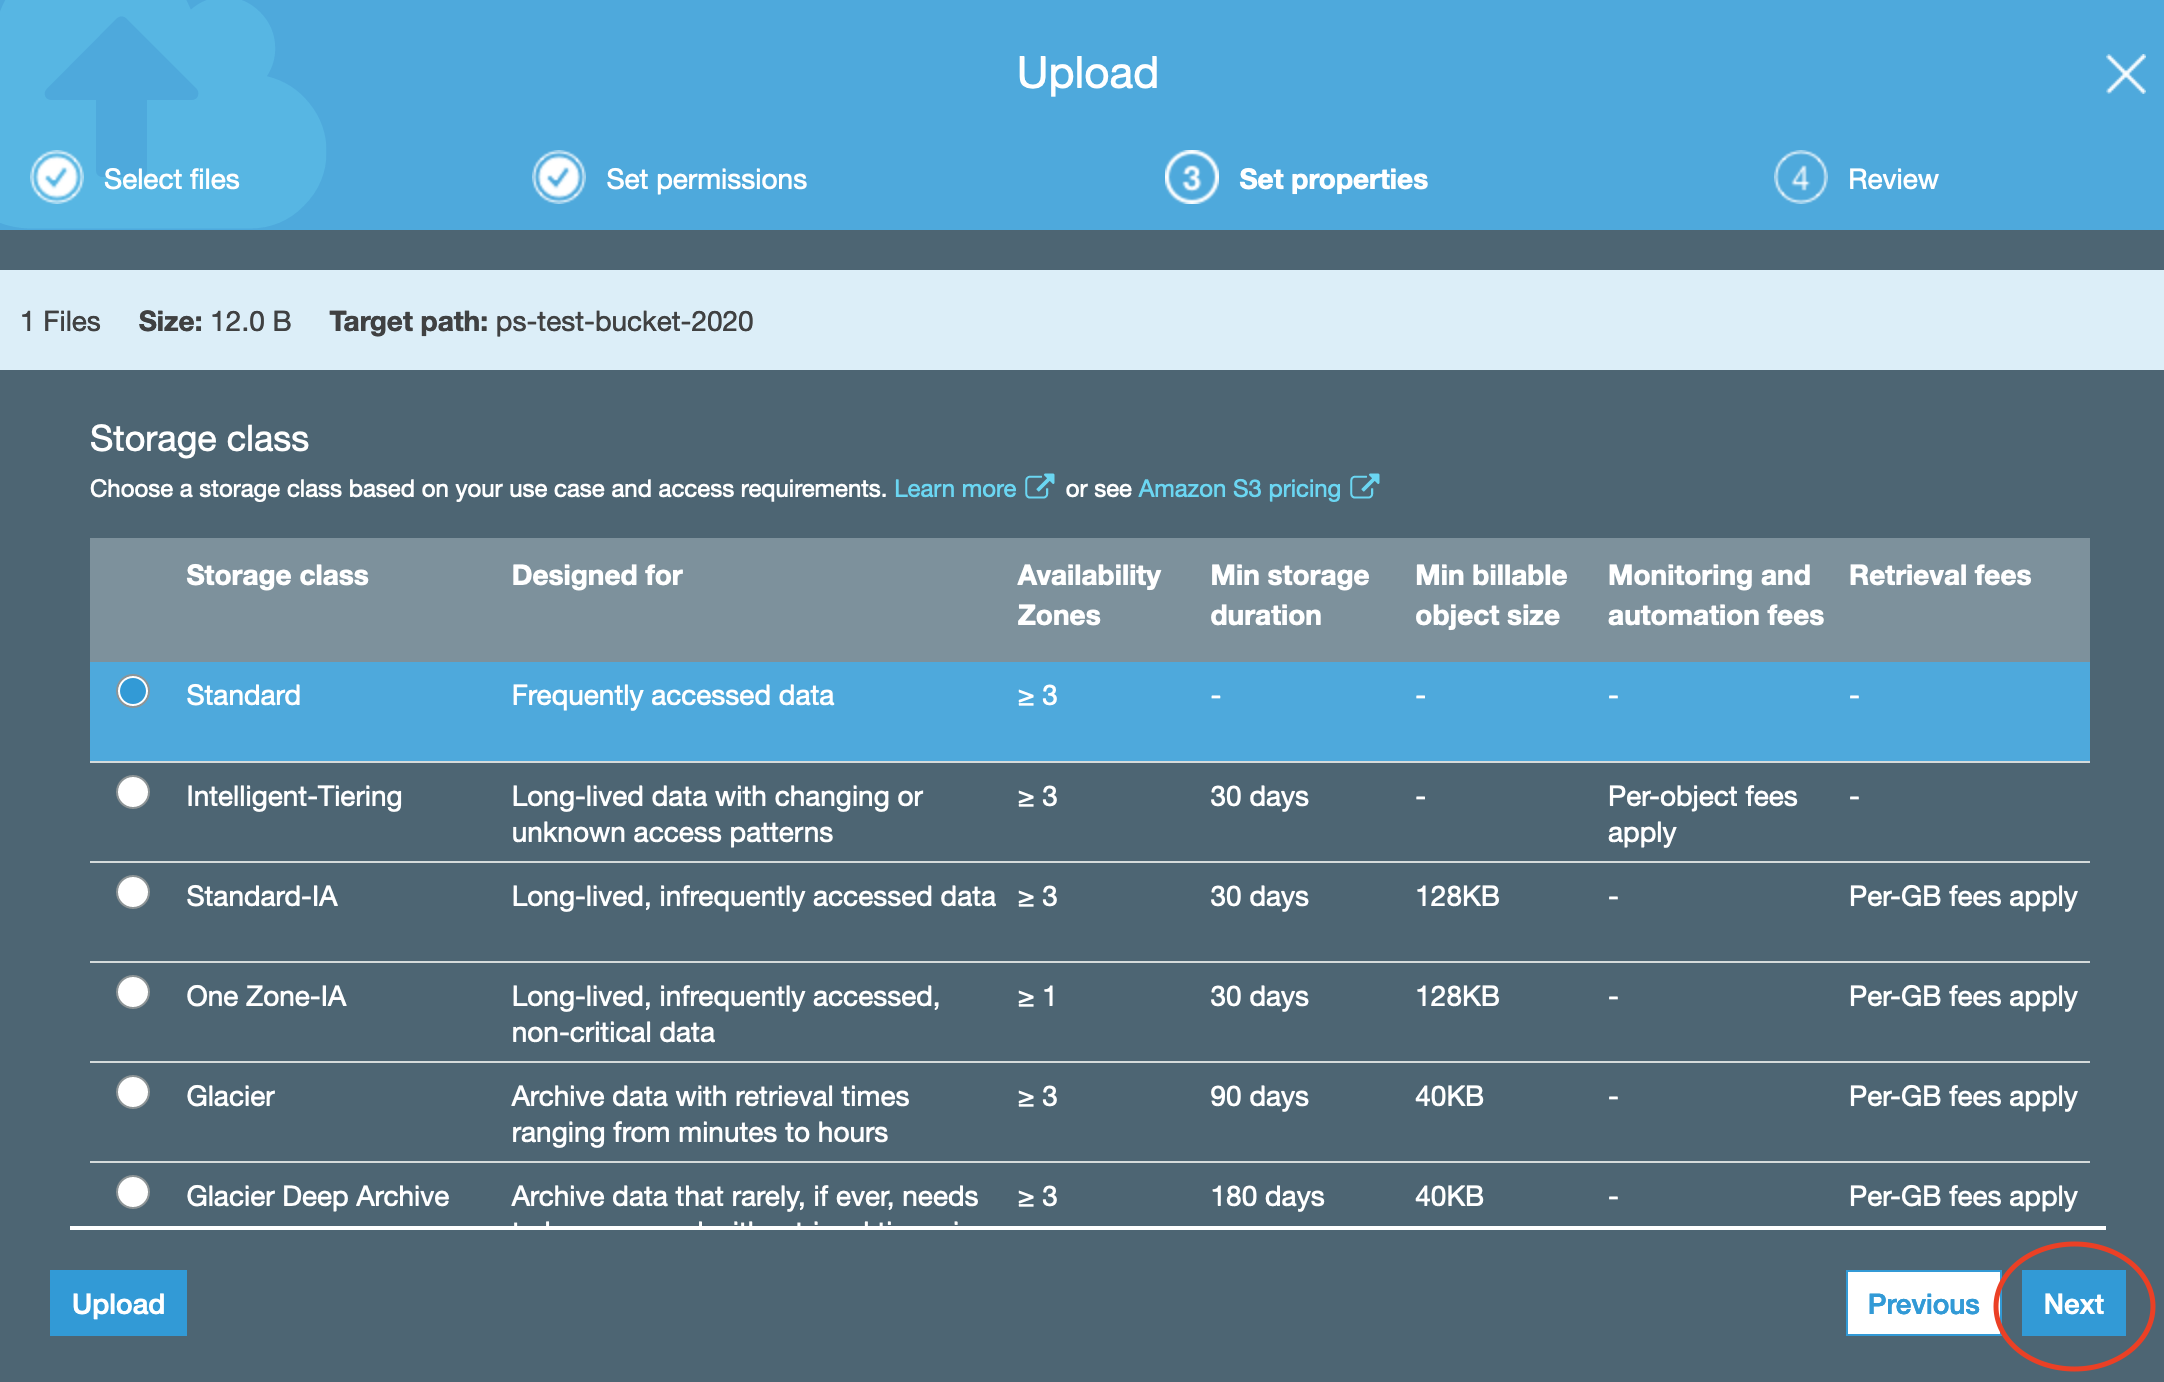 Upload
Select files
Set permissions
3 Set properties
4 Review
1 Files Size: 12.0 B Target path: ps-test-bucket-2020
Storage class
Choose a storage class based on your use case and access requirements. Learn more or see Amazon S3 pricing
Storage class Designed for Availability Zones Min storage duration Min billable object size Monitoring and automation fees Retrieval fees
Standard Frequently accessed data ≥ 3 - - - -
Intelligent-Tiering Long-lived data with changing or unknown access patterns ≥ 3 30 days - Per-object fees apply -
Standard-IA Long-lived, infrequently accessed data ≥ 3 30 days 128KB - Per-GB fees apply
One Zone-IA Long-lived, infrequently accessed, non-critical data ≥ 1 30 days 128KB - Per-GB fees apply
Glacier Archive data with retrieval times ranging from minutes to hours ≥ 3 90 days 40KB - Per-GB fees apply
Glacier Deep Archive Archive data that rarely, if ever, needs ≥ 3 180 days 40KB - Per-GB fees apply
Upload
Previous
Next